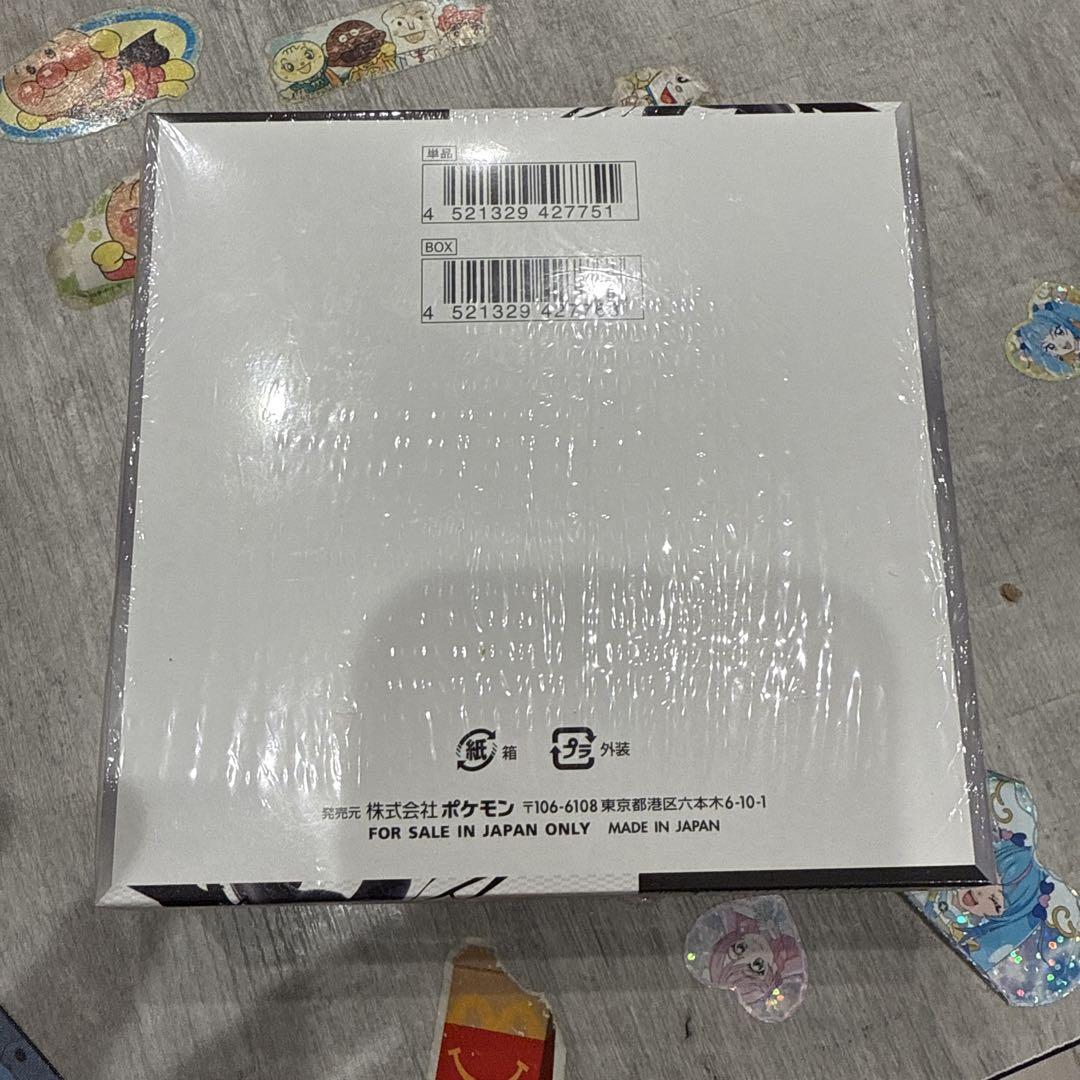 単品
4 521329 427751
BOX
4 521329
紙 箱 プラ 外装
発売元 株式会社 ポケモン 〒106-6108 東京都港区六本木6-10-1
FOR SALE IN JAPAN ONLY MADE IN JAPAN